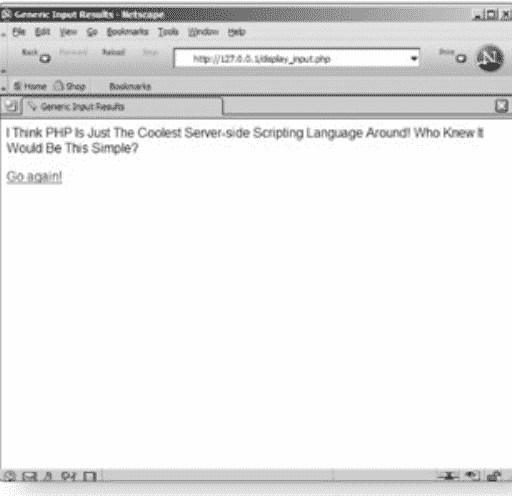 Generic Input Results - Netscape
File Edit View Go Bookmarks Tools Window Help
Back Forward Reload Stop http://127.0.0.1/display_input.php Print N
Home Shop Bookmarks
Generic Input Results
I Think PHP Is Just The Coolest Server-side Scripting Language Around! Who Knew It
Would Be This Simple?
Go again!